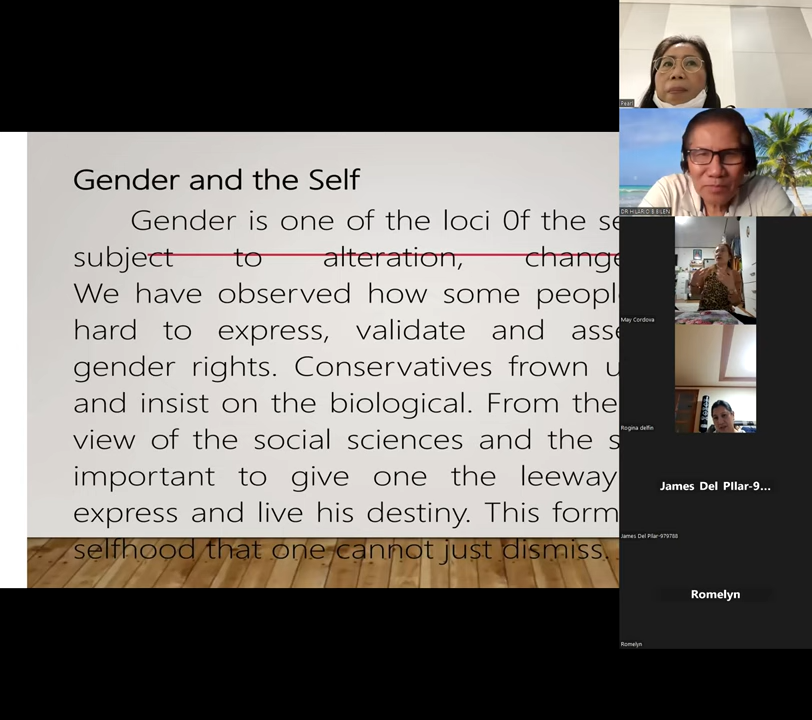 Gender and the Self
Gender is one of the loci 0f the se
subject to alteration, change
We have observed how some peopl
hard to express, validate and asse
gender rights. Conservatives frown u
and insist on the biological. From the
view of the social sciences and the s
important to give one the leeway
express and live his destiny. This form
selfhood that one cannot just dismiss.
Pearl
DR HILARIO B BILEN
May Cordova
Rogina delfin
James Del PIlar-9...
James Del Pilar-979788
Romelyn
Romelyn